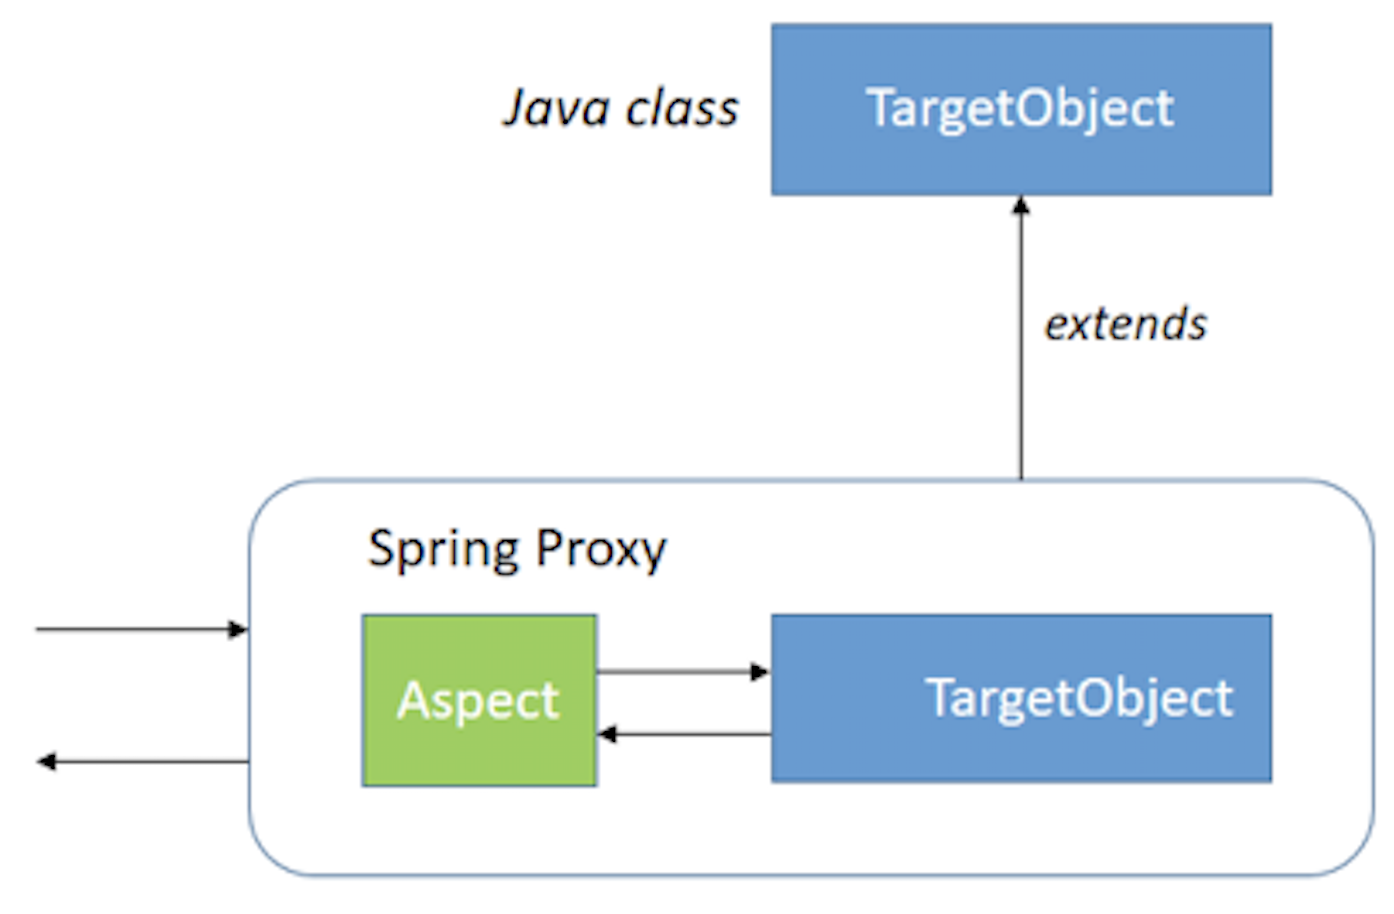 Java class
TargetObject
extends
Spring Proxy
Aspect
TargetObject